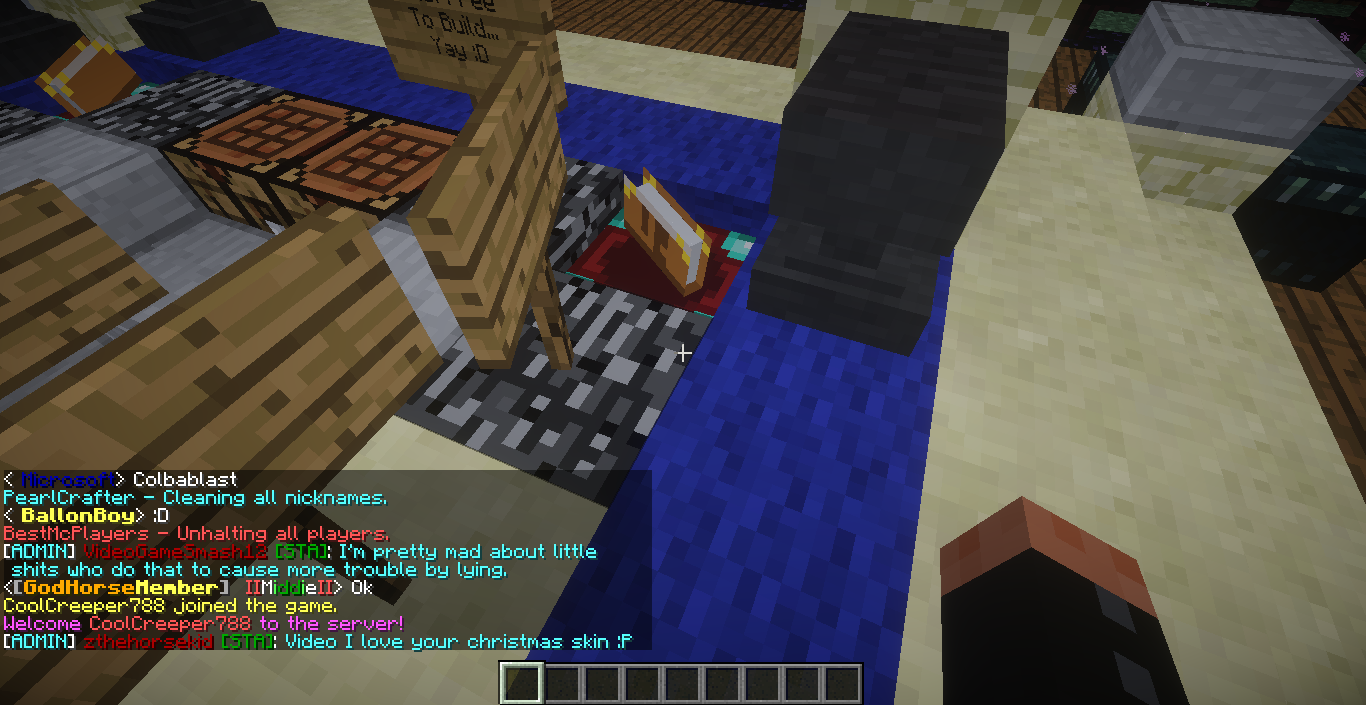 To Build...
Yay :D
< Microsoft> Colbablast
PearlCrafter - Cleaning all nicknames.
< BallonBoy> :D
BestMcPlayers - Unhalting all players.
[ADMIN] VideoGameSmash12 [STA]: I'm pretty mad about little
shits who do that to cause more trouble by lying.
<[GodHorseMember] IIMiddieII> Ok
CoolCreeper788 joined the game.
Welcome CoolCreeper788 to the server!
[ADMIN] zthehorsekid [STA]: Video I love your christmas skin :P